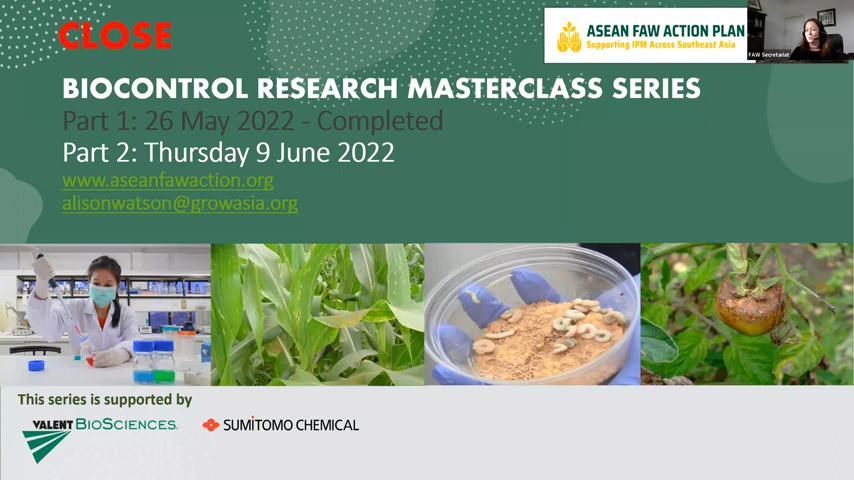 CLOSE
ASEAN FAW ACTION PLAN
Supporting IPM Across Southeast Asia
FAW Secretariat
BIOCONTROL RESEARCH MASTERCLASS SERIES
Part 1: 26 May 2022 - Completed
Part 2: Thursday 9 June 2022
www.aseanfawaction.org
alisonwatson@growasia.org
This series is supported by
VALENT BIOSCIENCES.
SUMITOMO CHEMICAL